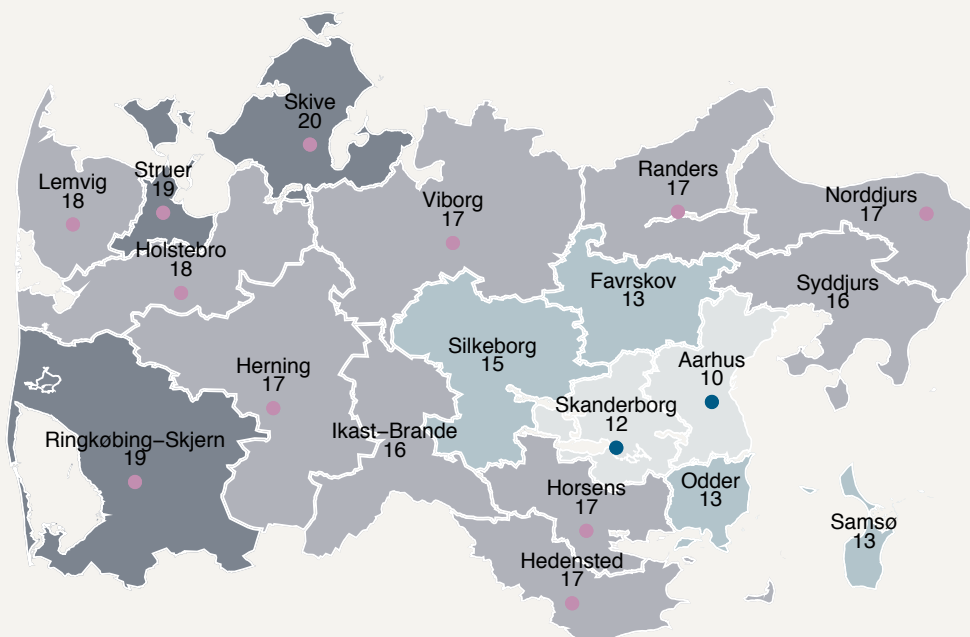 Skive
20
Struer
19
Lemvig
18
Randers
17
Norddjurs
17
Viborg
17
Holstebro
18
Favrskov
13
Syddjurs
16
Silkeborg
15
Aarhus
10
Herning
17
Skanderborg
12
Ikast–Brande
16
Ringkøbing–Skjern
19
Horsens
17
Odder
13
Samsø
13
Hedensted
17